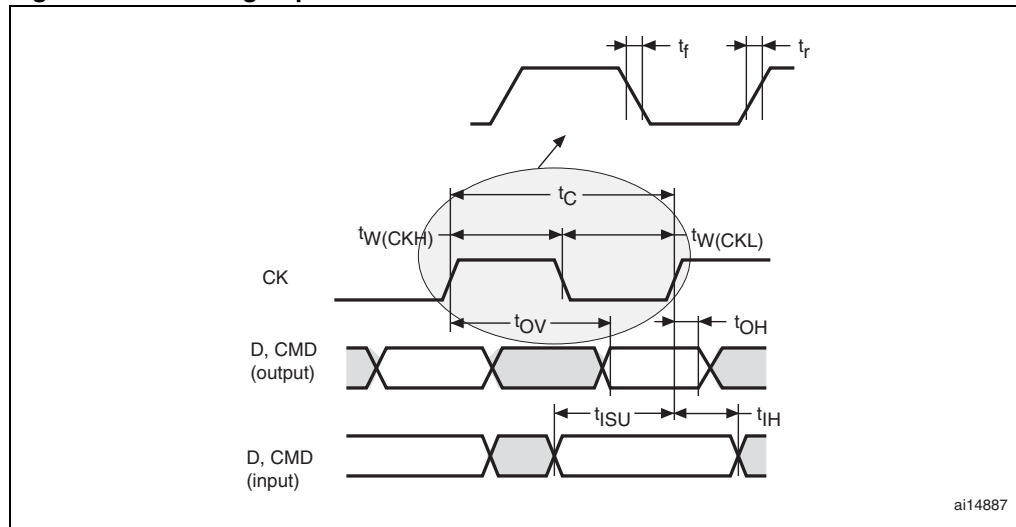 tf
tr
tC
tW(CKH)
tW(CKL)
CK
tOV
tOH
D, CMD
(output)
tISU
tIH
D, CMD
(input)
ai14887